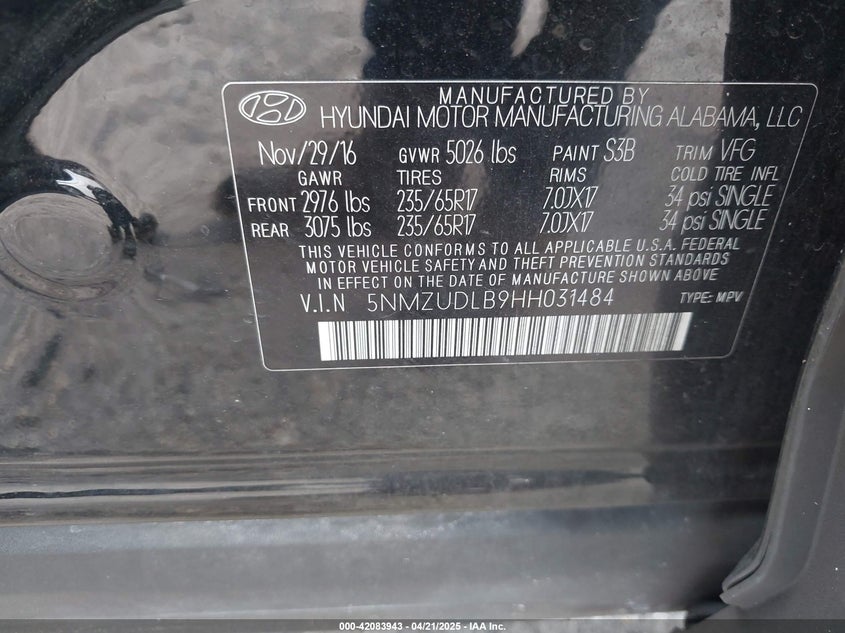 MANUFACTURED BY
HYUNDAI MOTOR MANUFACTURING ALABAMA, LLC
Nov/29/16 GVWR 5026 lbs PAINT S3B TRIM VFG
GAWR TIRES RIMS COLD TIRE INFL
FRONT 2976 lbs 235/65R17 7.0JX17 34 psi SINGLE
REAR 3075 lbs 235/65R17 7.0JX17 34 psi SINGLE
THIS VEHICLE CONFORMS TO ALL APPLICABLE U.S.A. FEDERAL
MOTOR VEHICLE SAFETY AND THEFT PREVENTION STANDARDS
IN EFFECT ON THE DATE OF MANUFACTURE SHOWN ABOVE
V.I.N 5NMZUDLB9HH031484 TYPE: MPV
000-42083943 - 04/21/2025 - IAA Inc.